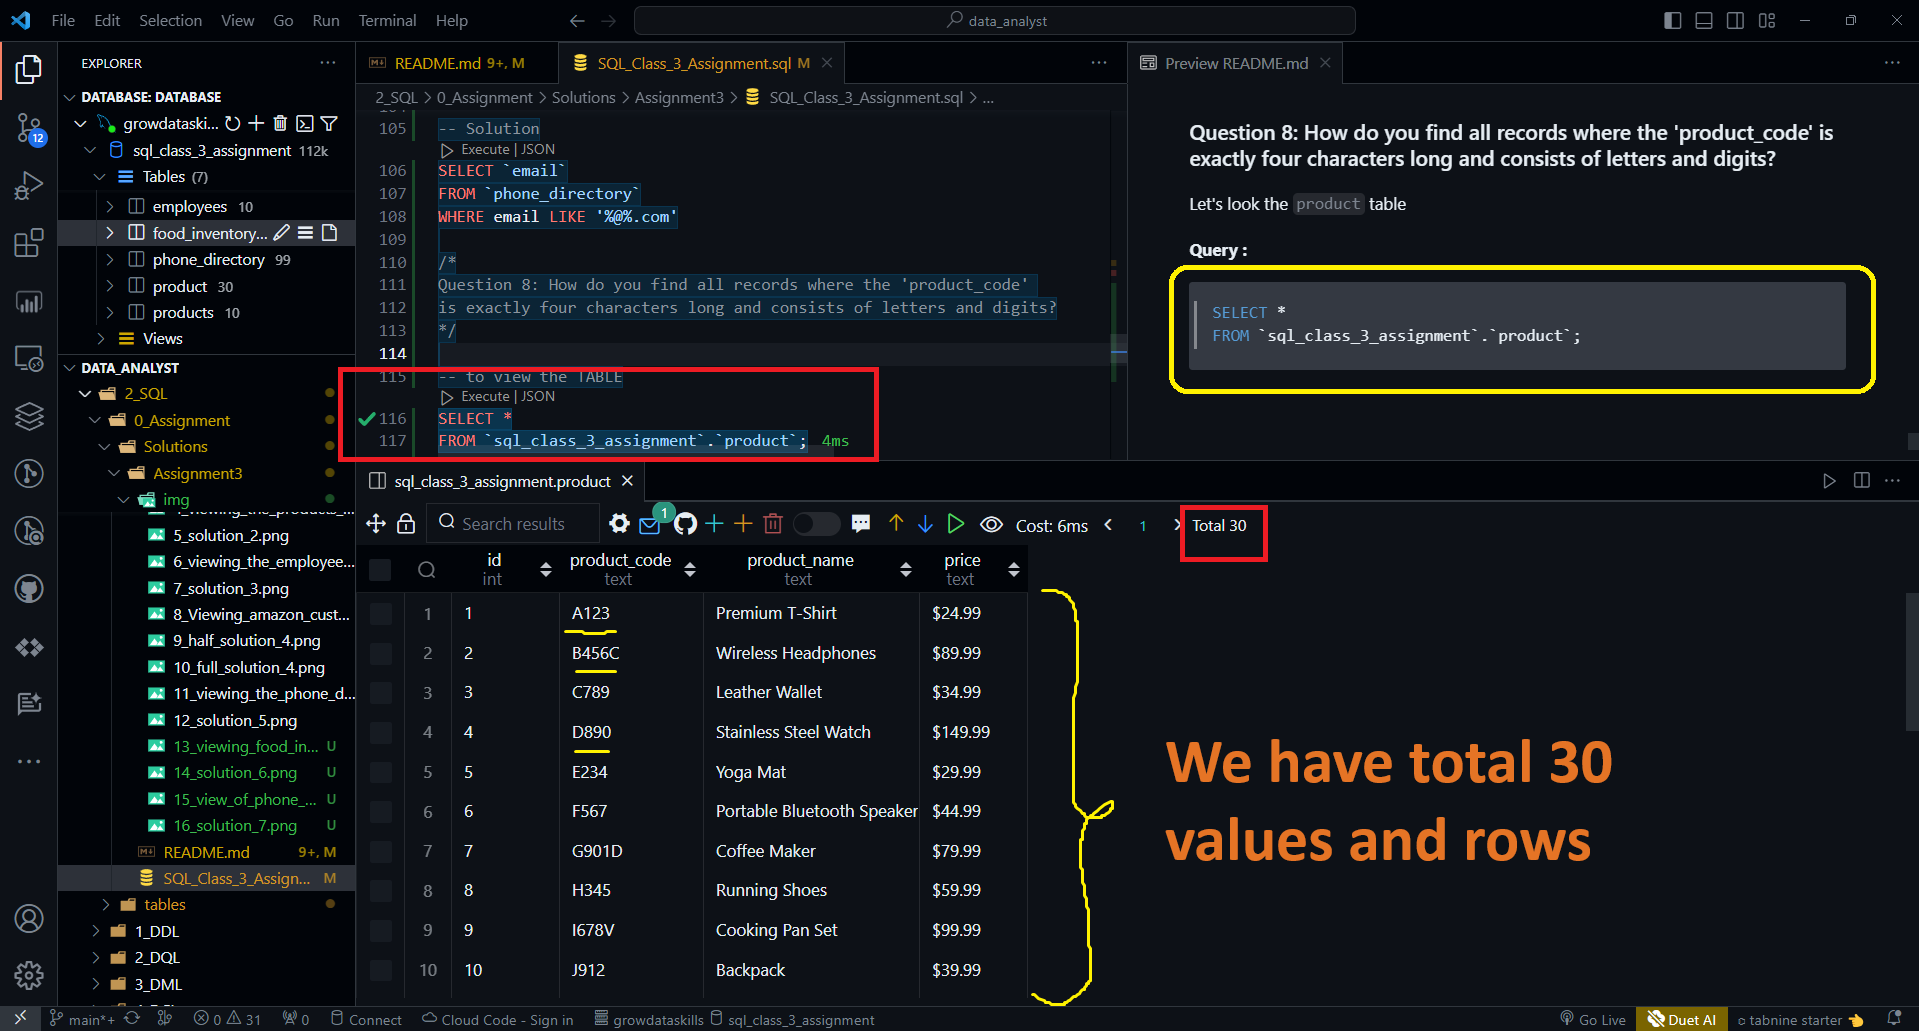 File Edit Selection View Go Run Terminal Help
data_analyst
EXPLORER
DATABASE: DATABASE
growdataski...
sql_class_3_assignment 112k
Tables (7)
employees 10
food_inventory...
phone_directory 99
product 30
products 10
Views
DATA_ANALYST
2_SQL
0_Assignment
Solutions
Assignment3
img
5_solution_2.png
6_viewing_the_employee...
7_solution_3.png
8_Viewing_amazon_cust...
9_half_solution_4.png
10_full_solution_4.png
11_viewing_the_phone_d...
12_solution_5.png
13_viewing_food_in... U
14_solution_6.png U
15_view_of_phone_... U
16_solution_7.png U
README.md 9+, M
SQL_Class_3_Assign... M
tables
1_DDL
2_DQL
3_DML
12
README.md 9+, M
SQL_Class_3_Assignment.sql M
2_SQL > 0_Assignment > Solutions > Assignment3 > SQL_Class_3_Assignment.sql > ...
105 -- Solution
Execute | JSON
106 SELECT `email`
107 FROM `phone_directory`
108 WHERE email LIKE '%@%.com'
109
110 /*
111 Question 8: How do you find all records where the 'product_code'
112 is exactly four characters long and consists of letters and digits?
113 */
114
115 -- to view the TABLE
Execute | JSON
116 SELECT *
117 FROM `sql_class_3_assignment`.`product`; 4ms
Preview README.md
Question 8: How do you find all records where the 'product_code' is
exactly four characters long and consists of letters and digits?
Let's look the product table
Query :
SELECT *
FROM `sql_class_3_assignment`.`product`;
sql_class_3_assignment.product
Search results
1
Cost: 6ms < 1 > Total 30
id int
product_code text
product_name text
price text
1 1 A123 Premium T-Shirt $24.99
2 2 B456C Wireless Headphones $89.99
3 3 C789 Leather Wallet $34.99
4 4 D890 Stainless Steel Watch $149.99
5 5 E234 Yoga Mat $29.99
6 6 F567 Portable Bluetooth Speaker $44.99
7 7 G901D Coffee Maker $79.99
8 8 H345 Running Shoes $59.99
9 9 I678V Cooking Pan Set $99.99
10 10 J912 Backpack $39.99
We have total 30
values and rows
main*+ 0 31 0 Connect Cloud Code - Sign in growdataskills sql_class_3_assignment Go Live Duet AI tabnine starter